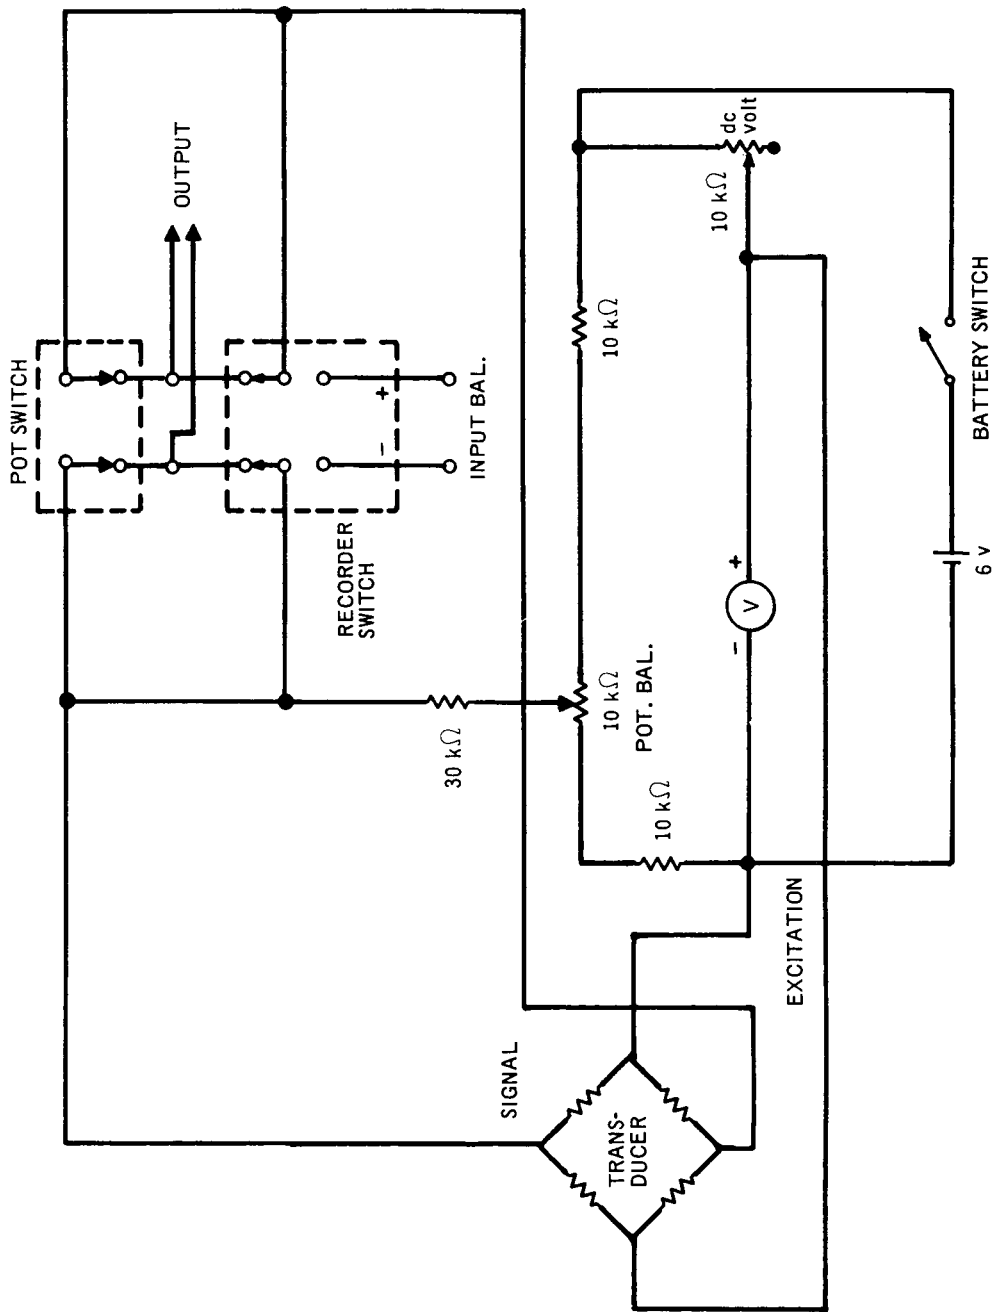 POT SWITCH
OUTPUT
RECORDER
SWITCH
INPUT BAL.
-
+
30 kΩ
10 kΩ
POT. BAL.
10 kΩ
10 kΩ
10 kΩ
dc
volt
-
V
+
BATTERY SWITCH
6 V
EXCITATION
SIGNAL
TRANS-
DUCER